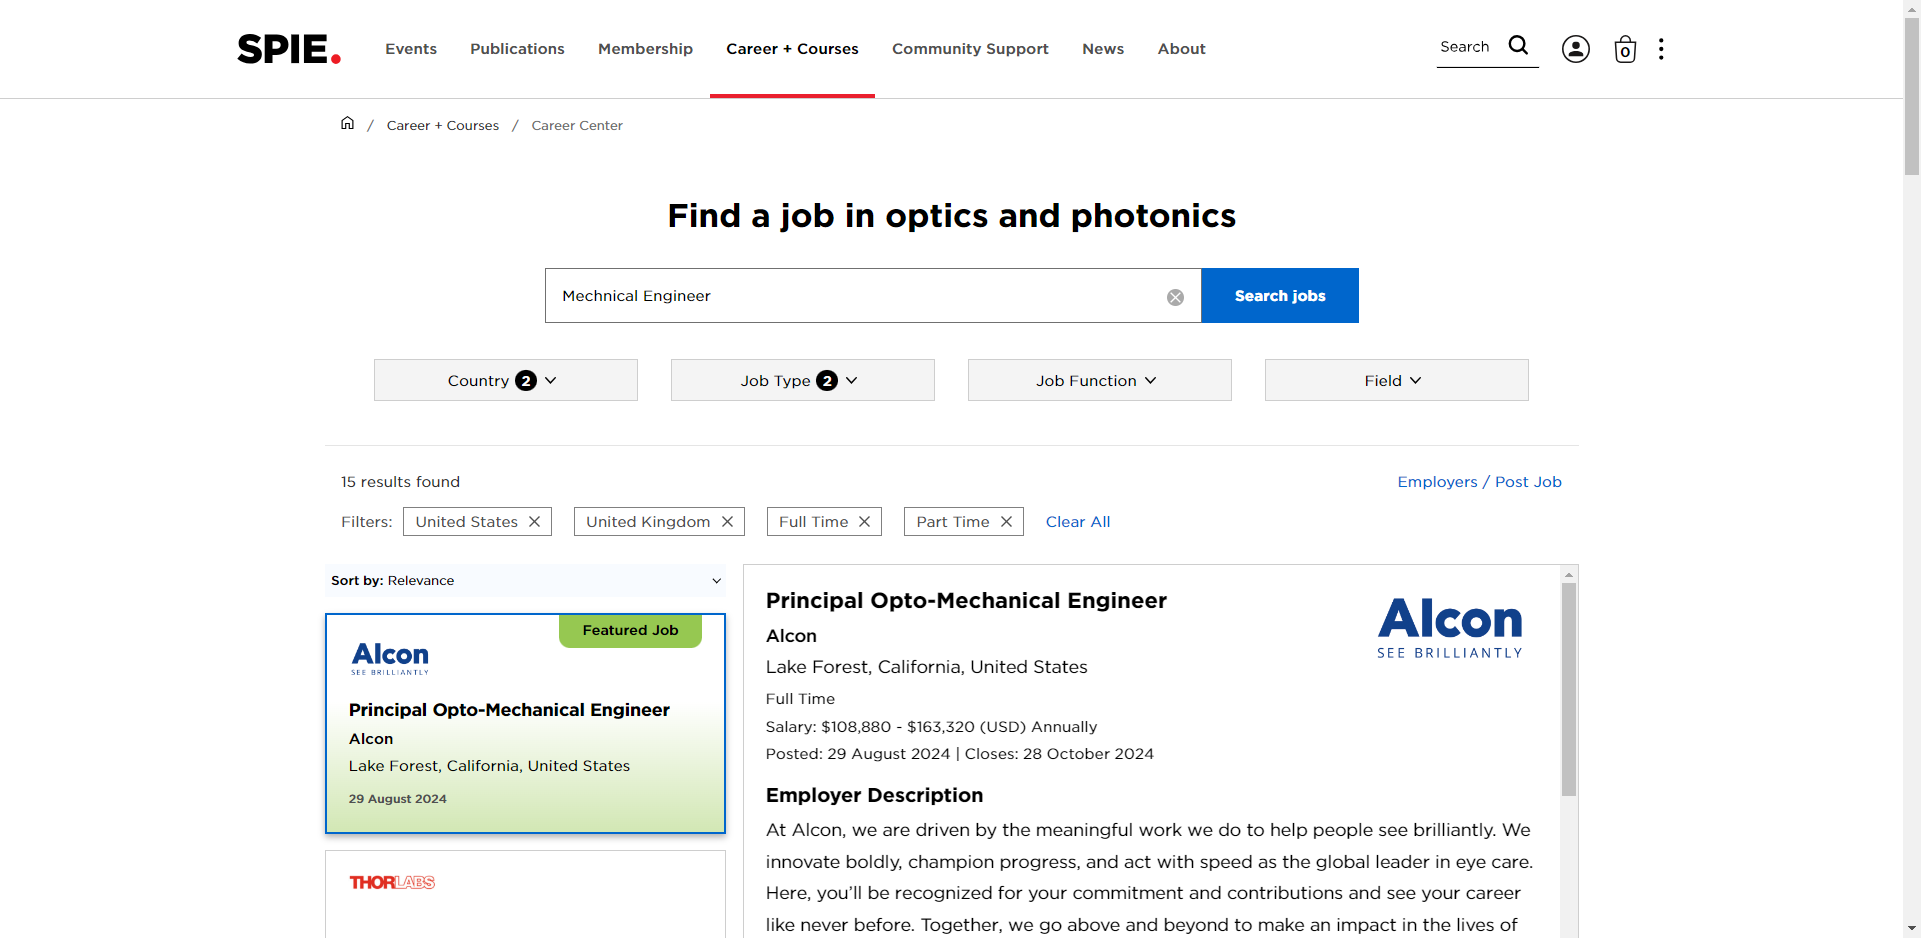 SPIE.
Events Publications Membership Career + Courses Community Support News About
Search
0
/ Career + Courses / Career Center
Find a job in optics and photonics
Mechnical Engineer
Search jobs
Country 2
Job Type 2
Job Function
Field
15 results found
Employers / Post Job
Filters: United States United Kingdom Full Time Part Time Clear All
Sort by: Relevance
Featured Job
Alcon
SEE BRILLIANTLY
Principal Opto-Mechanical Engineer
Alcon
Lake Forest, California, United States
29 August 2024
THORLABS
Principal Opto-Mechanical Engineer
Alcon
Lake Forest, California, United States
Full Time
Salary: $108,880 - $163,320 (USD) Annually
Posted: 29 August 2024 | Closes: 28 October 2024
Alcon
SEE BRILLIANTLY
Employer Description
At Alcon, we are driven by the meaningful work we do to help people see brilliantly. We
innovate boldly, champion progress, and act with speed as the global leader in eye care.
Here, you’ll be recognized for your commitment and contributions and see your career
like never before. Together, we go above and beyond to make an impact in the lives of